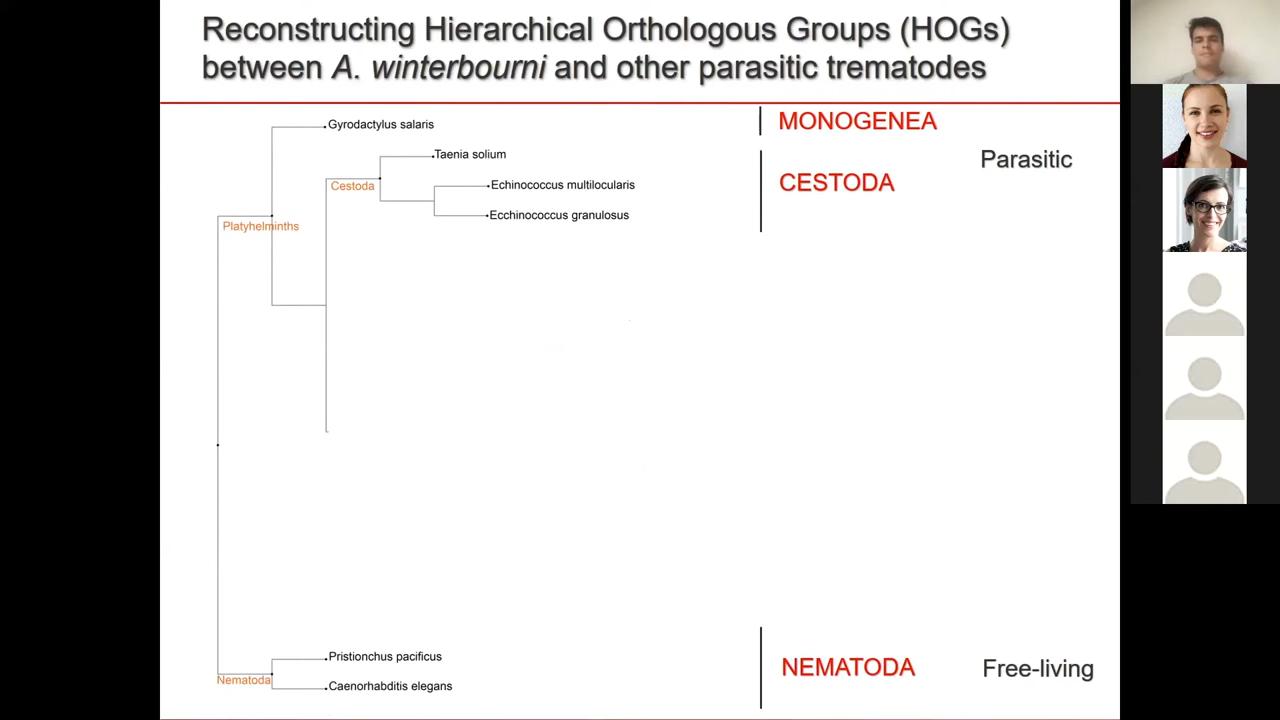 Reconstructing Hierarchical Orthologous Groups (HOGs)
between A. winterbourni and other parasitic trematodes
Gyrodactylus salaris
MONOGENEA
Taenia solium
Parasitic
Cestoda
Echinococcus multilocularis
CESTODA
Ecchinococcus granulosus
Platyhelminths
Pristionchus pacificus
NEMATODA
Free-living
Nematoda
Caenorhabditis elegans